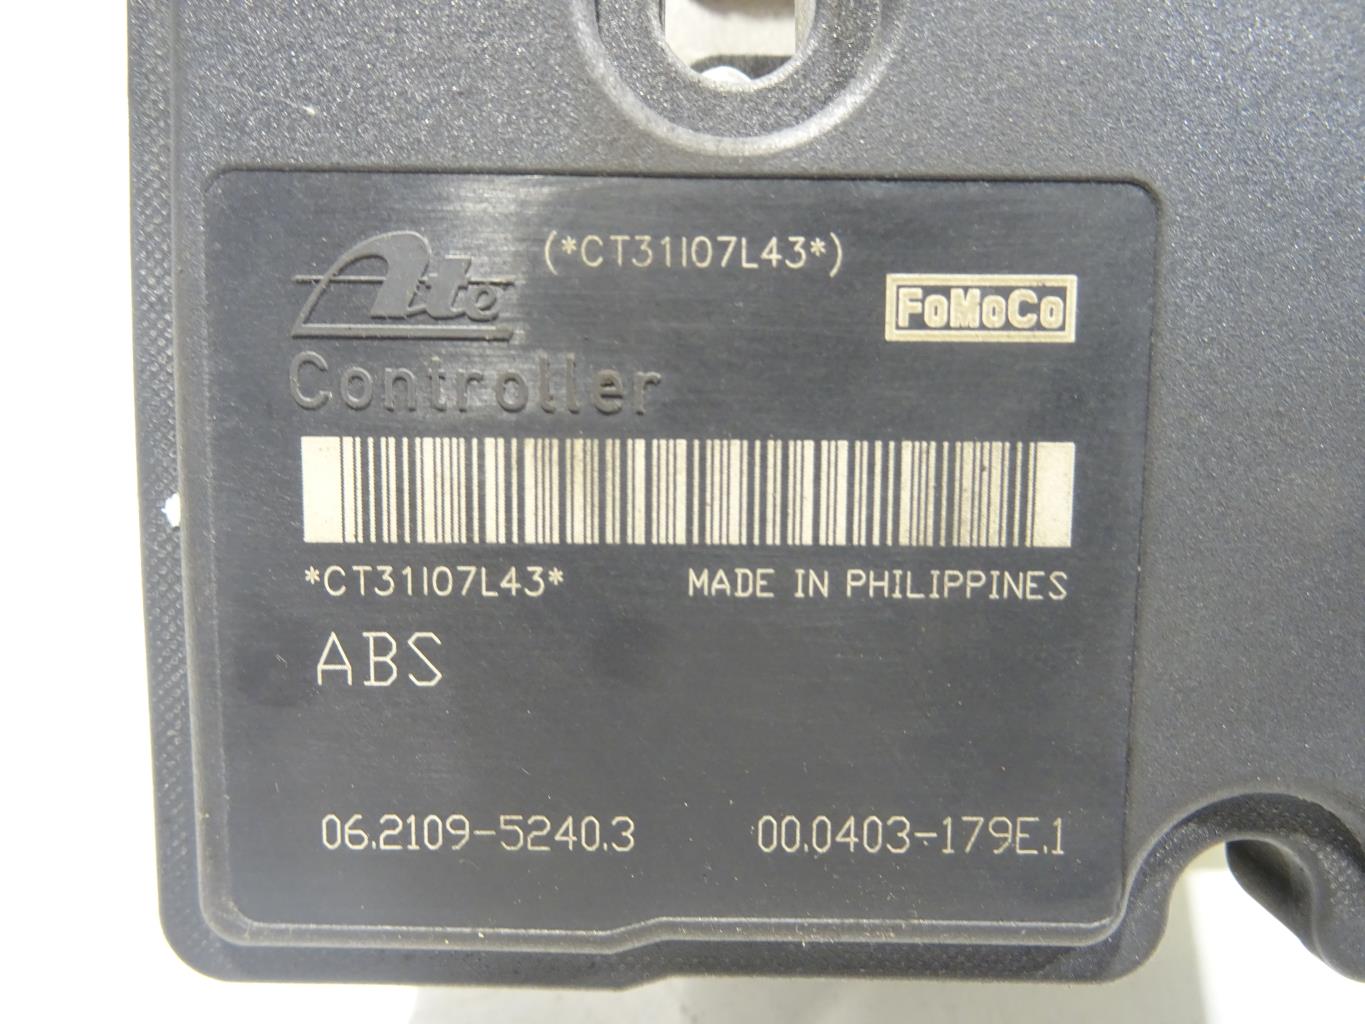 (*CT31I07L43*)
Ate
FoMoCo
Controller
*CT31I07L43* MADE IN PHILIPPINES
ABS
06.2109-5240.3 00.0403-179E.1